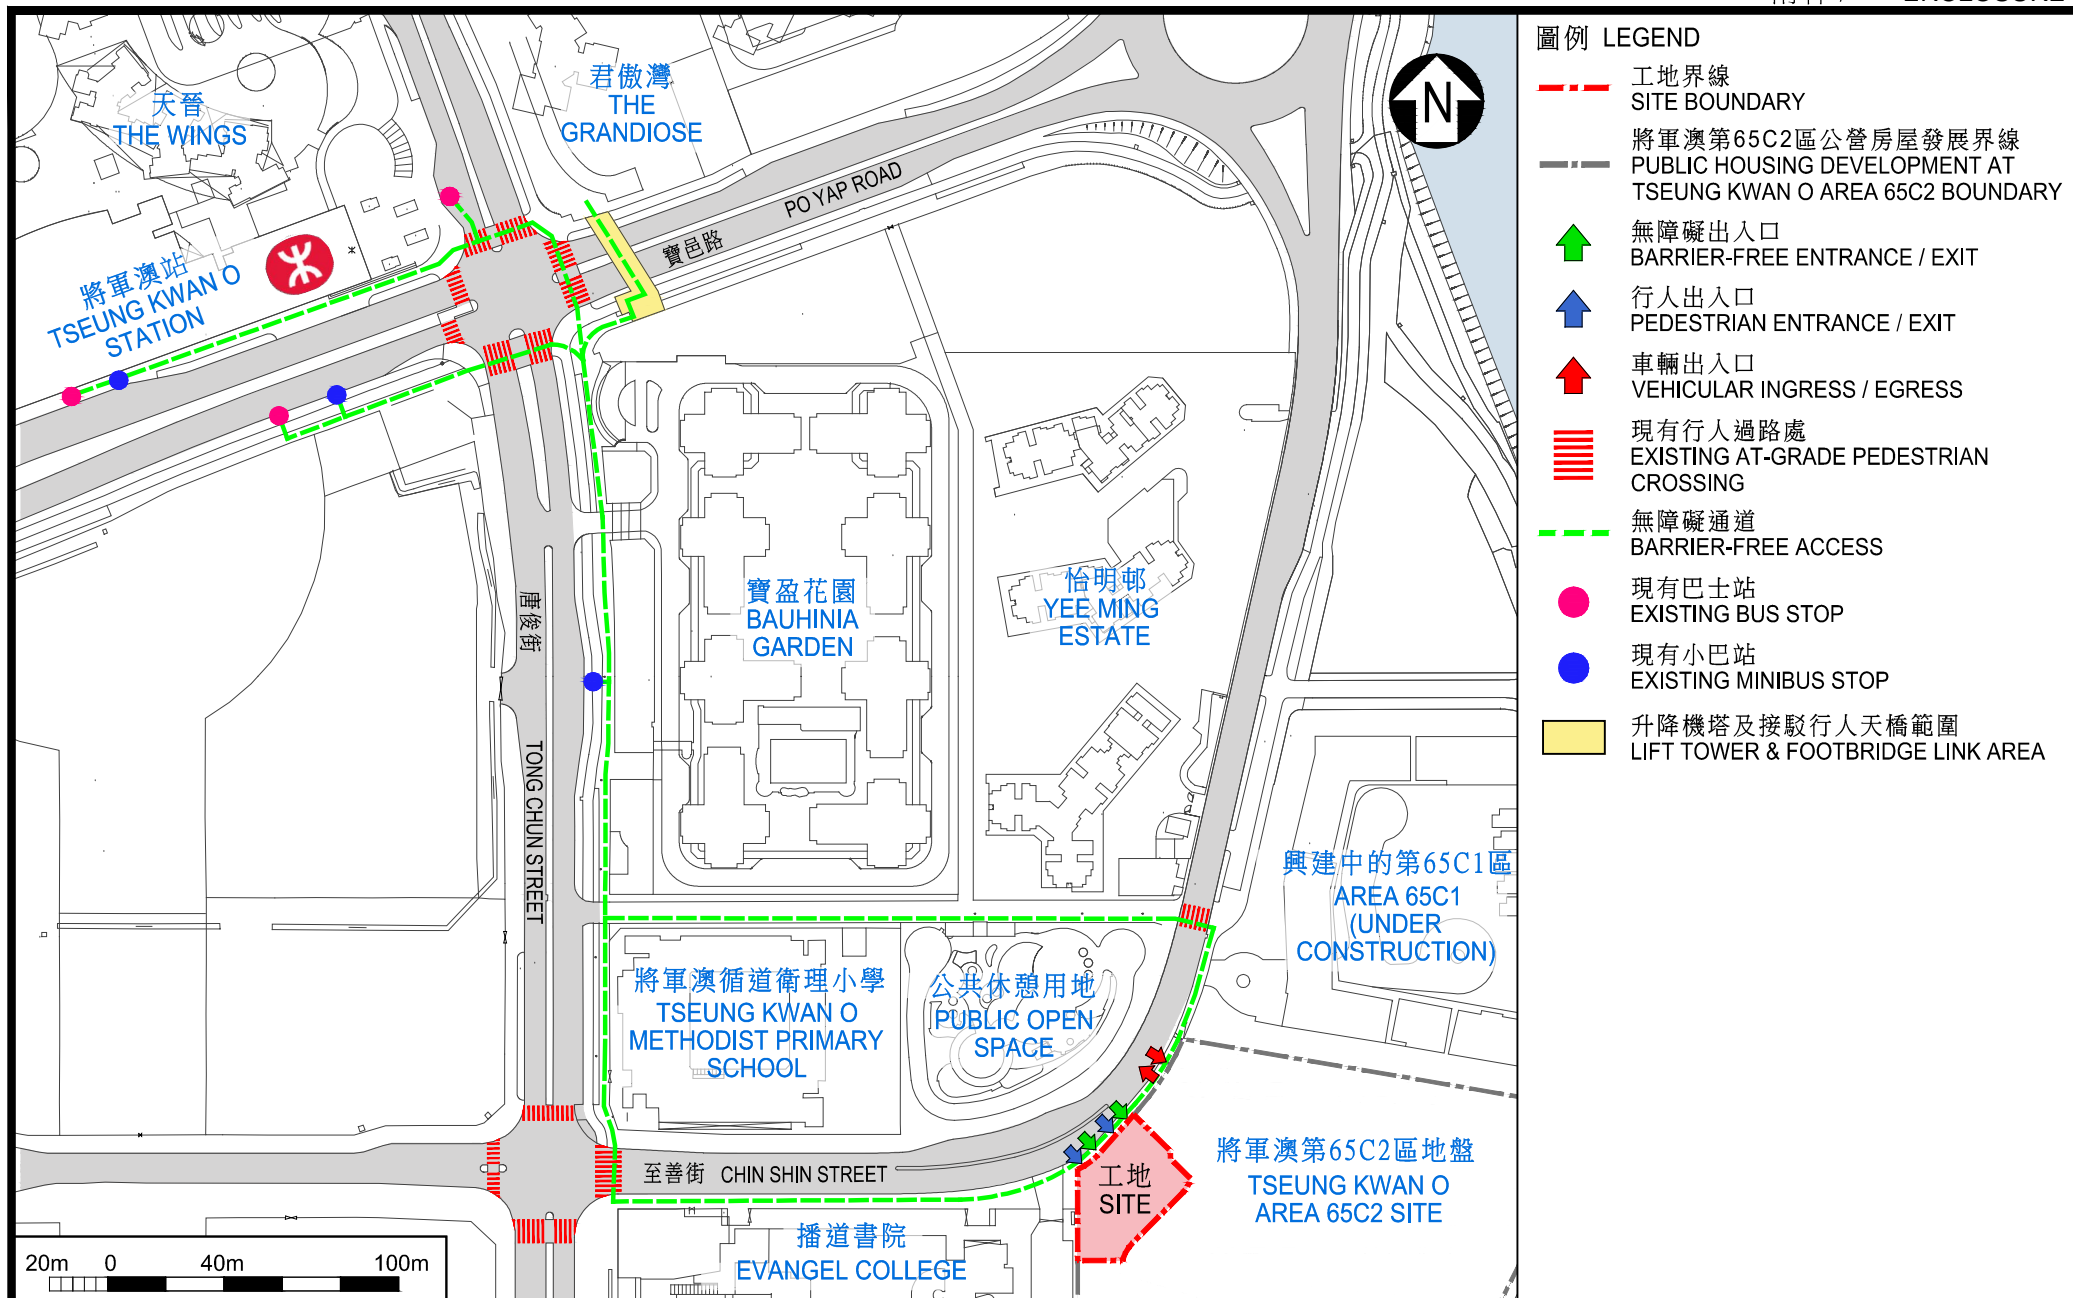 圖例 LEGEND
工地界線
SITE BOUNDARY
將軍澳第65C2區公營房屋發展界線
PUBLIC HOUSING DEVELOPMENT AT
TSEUNG KWAN O AREA 65C2 BOUNDARY
無障礙出入口
BARRIER-FREE ENTRANCE / EXIT
行人出入口
PEDESTRIAN ENTRANCE / EXIT
車輛出入口
VEHICULAR INGRESS / EGRESS
現有行人過路處
EXISTING AT-GRADE PEDESTRIAN
CROSSING
無障礙通道
BARRIER-FREE ACCESS
現有巴士站
EXISTING BUS STOP
現有小巴站
EXISTING MINIBUS STOP
升降機塔及接駁行人天橋範圍
LIFT TOWER & FOOTBRIDGE LINK AREA
N
天晉
THE WINGS
君傲灣
THE
GRANDIOSE
PO YAP ROAD
寶邑路
將軍澳站
TSEUNG KWAN O
STATION
寶盈花園
BAUHINIA
GARDEN
怡明邨
YEE MING
ESTATE
唐俊街
TONG CHUN STREET
興建中的第65C1區
AREA 65C1
(UNDER
CONSTRUCTION)
將軍澳循道衛理小學
TSEUNG KWAN O
METHODIST PRIMARY
SCHOOL
公共休憩用地
PUBLIC OPEN
SPACE
至善街 CHIN SHIN STREET
工地
SITE
將軍澳第65C2區地盤
TSEUNG KWAN O
AREA 65C2 SITE
播道書院
EVANGEL COLLEGE
20m 0 40m 100m